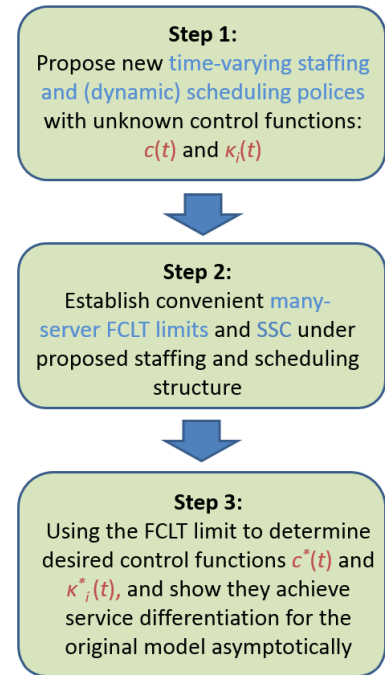 Step 1:
Propose new time-varying staffing
and (dynamic) scheduling polices
with unknown control functions:
c(t) and κᵢ(t)
Step 2:
Establish convenient many-
server FCLT limits and SSC under
proposed staffing and scheduling
structure
Step 3:
Using the FCLT limit to determine
desired control functions c*(t) and
κ*ᵢ(t), and show they achieve
service differentiation for the
original model asymptotically